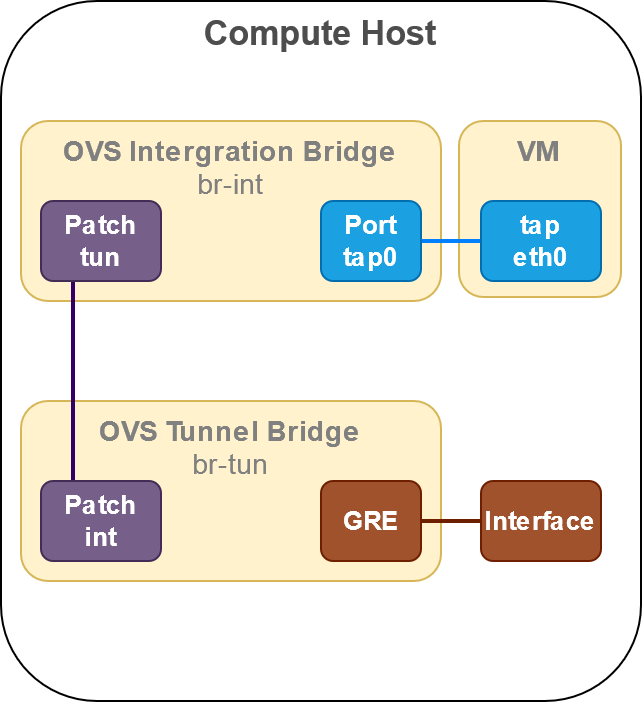 Compute Host
OVS Intergration Bridge
br-int
VM
Patch
tun
Port
tap0
tap
eth0
OVS Tunnel Bridge
br-tun
Patch
int
GRE
Interface